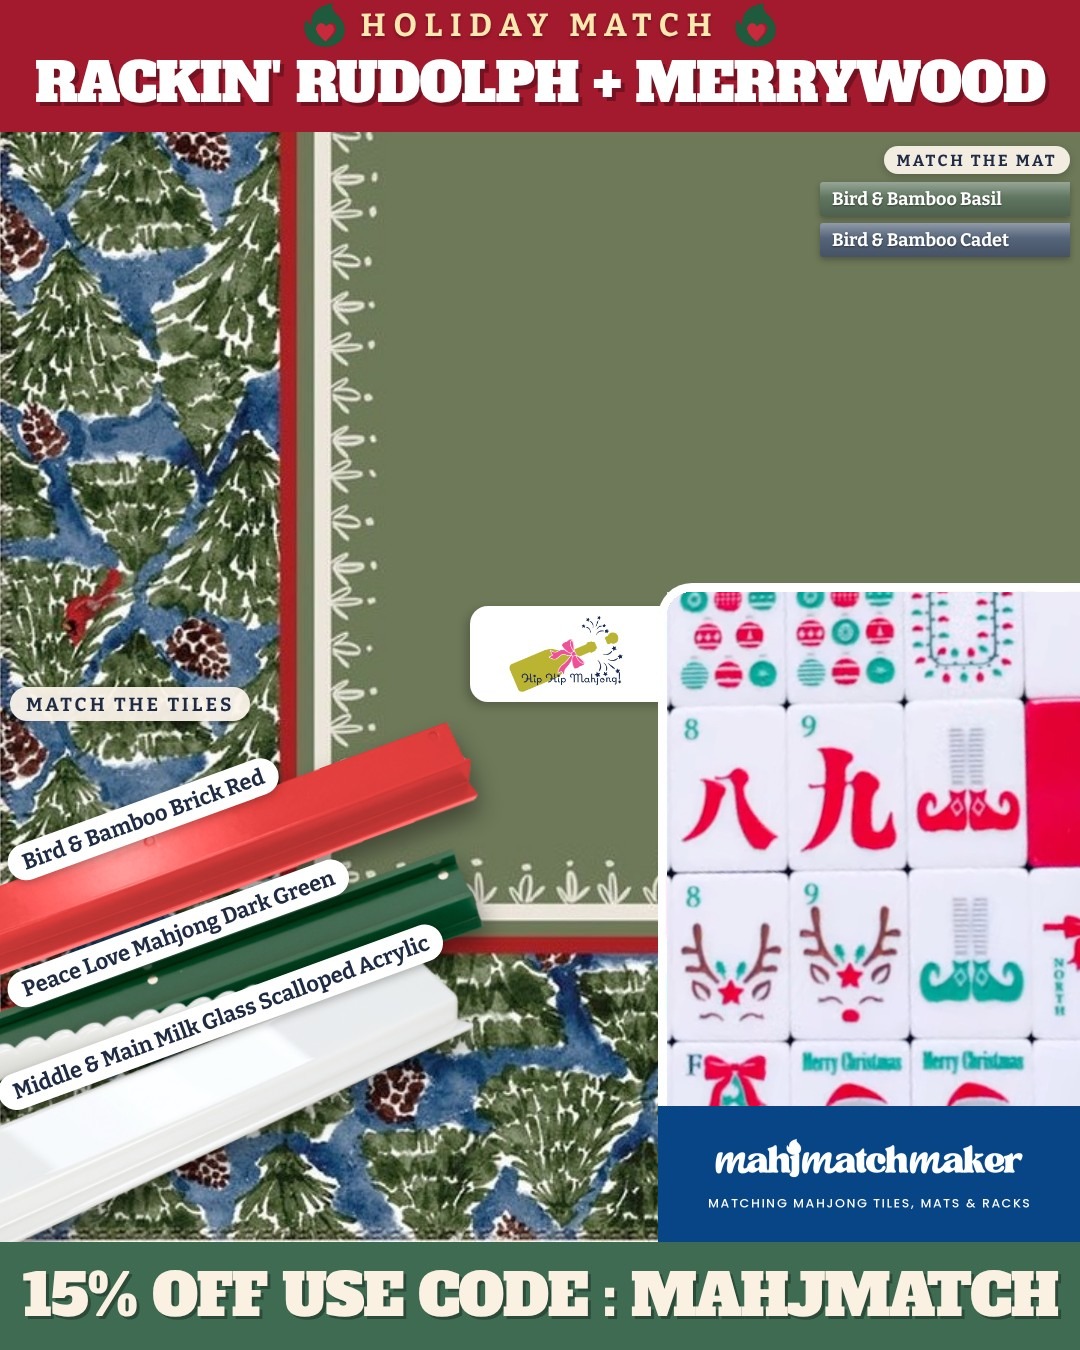 HOLIDAY MATCH
RACKIN' RUDOLPH + MERRYWOOD
MATCH THE MAT
Bird & Bamboo Basil
Bird & Bamboo Cadet
Hip Hip Mahjong!
MATCH THE TILES
Bird & Bamboo Brick Red
Peace Love Mahjong Dark Green
Middle & Main Milk Glass Scalloped Acrylic
8
9
八
九
8
9
NORTH
F
Merry Christmas
Merry Christmas
mahjmatchmaker
MATCHING MAHJONG TILES, MATS & RACKS
15% OFF USE CODE : MAHJMATCH